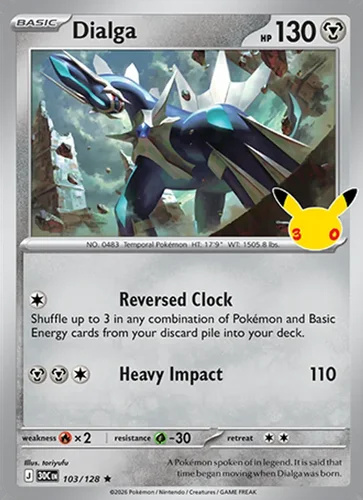 BASIC
Dialga
HP 130
NO. 0483 Temporal Pokémon HT: 17'9" WT: 1505.8 lbs.
30
Reversed Clock
Shuffle up to 3 in any combination of Pokémon and Basic
Energy cards from your discard pile into your deck.
Heavy Impact 110
weakness ×2 resistance -30 retreat
Illus. toriyufu
J 30C EN 103/128
A Pokémon spoken of in legend. It is said that
time began moving when Dialga was born.
©2026 Pokémon / Nintendo / Creatures / GAME FREAK